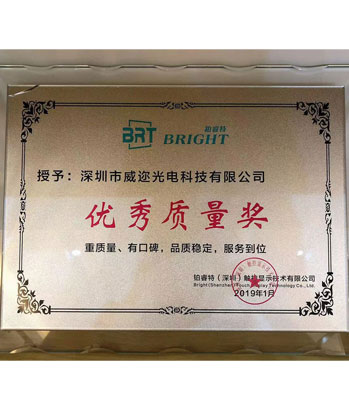 BRT 铂睿特
BRIGHT
授予：深圳市威迩光电科技有限公司
优秀质量奖
重质量、有口碑，品质稳定，服务到位
铂睿特（深圳）触控显示技术有限公司
Bright(Shenzhen)Touch Display Technology Co., Ltd.
2019年1月